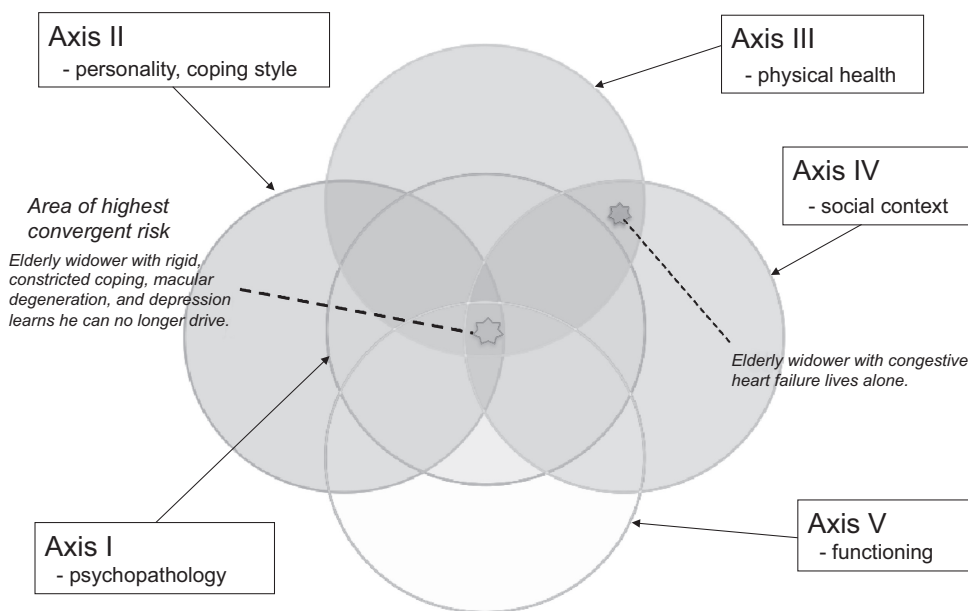 Axis II
- personality, coping style
Axis III
- physical health
Axis IV
- social context
Area of highest
convergent risk
Elderly widower with rigid,
constricted coping, macular
degeneration, and depression
learns he can no longer drive.
Elderly widower with congestive
heart failure lives alone.
Axis I
- psychopathology
Axis V
- functioning